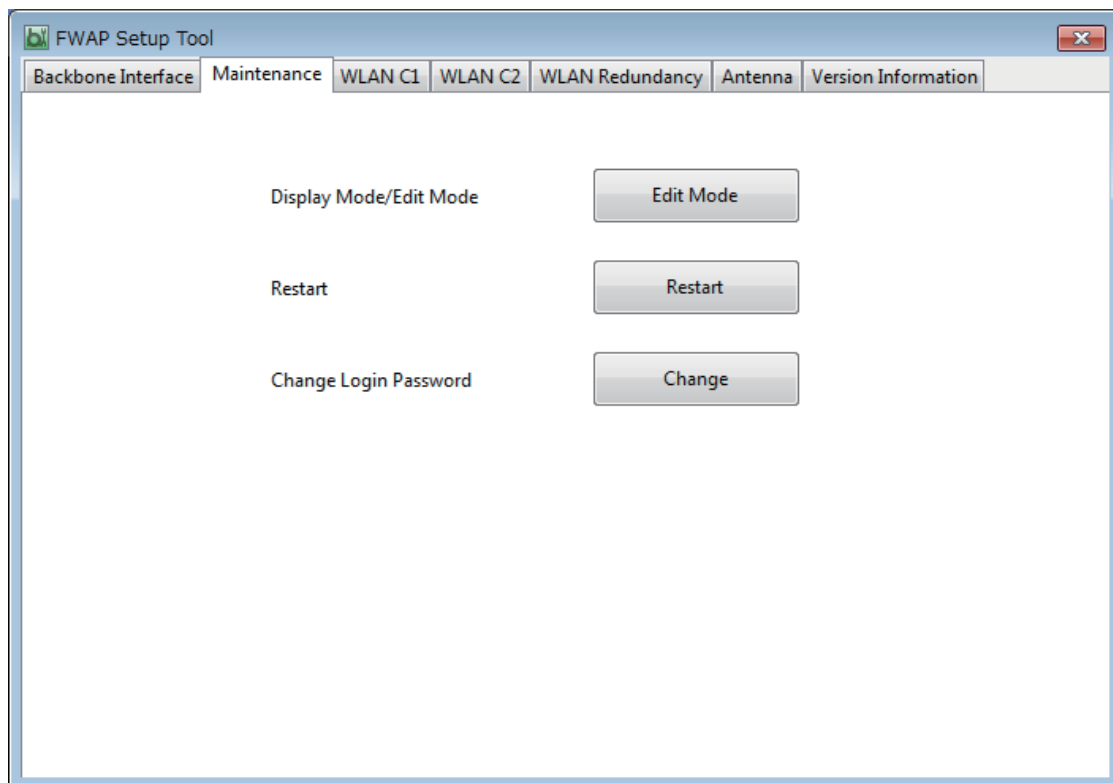 FWAP Setup Tool
Backbone Interface Maintenance WLAN C1 WLAN C2 WLAN Redundancy Antenna Version Information
Display Mode/Edit Mode Edit Mode
Restart Restart
Change Login Password Change